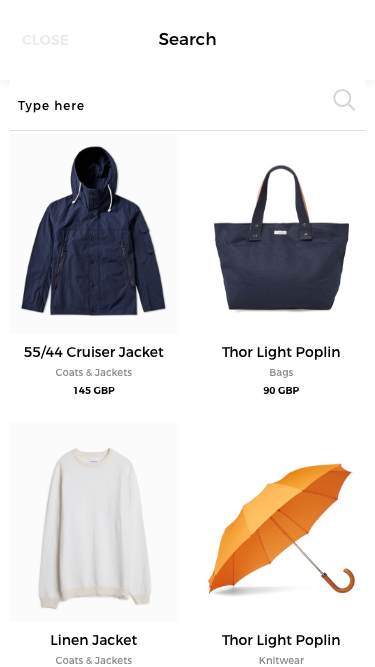 CLOSE
Search
Type here
55/44 Cruiser Jacket
Coats & Jackets
145 GBP
Thor Light Poplin
Bags
90 GBP
Linen Jacket
Coats & Jackets
Thor Light Poplin
Knitwear